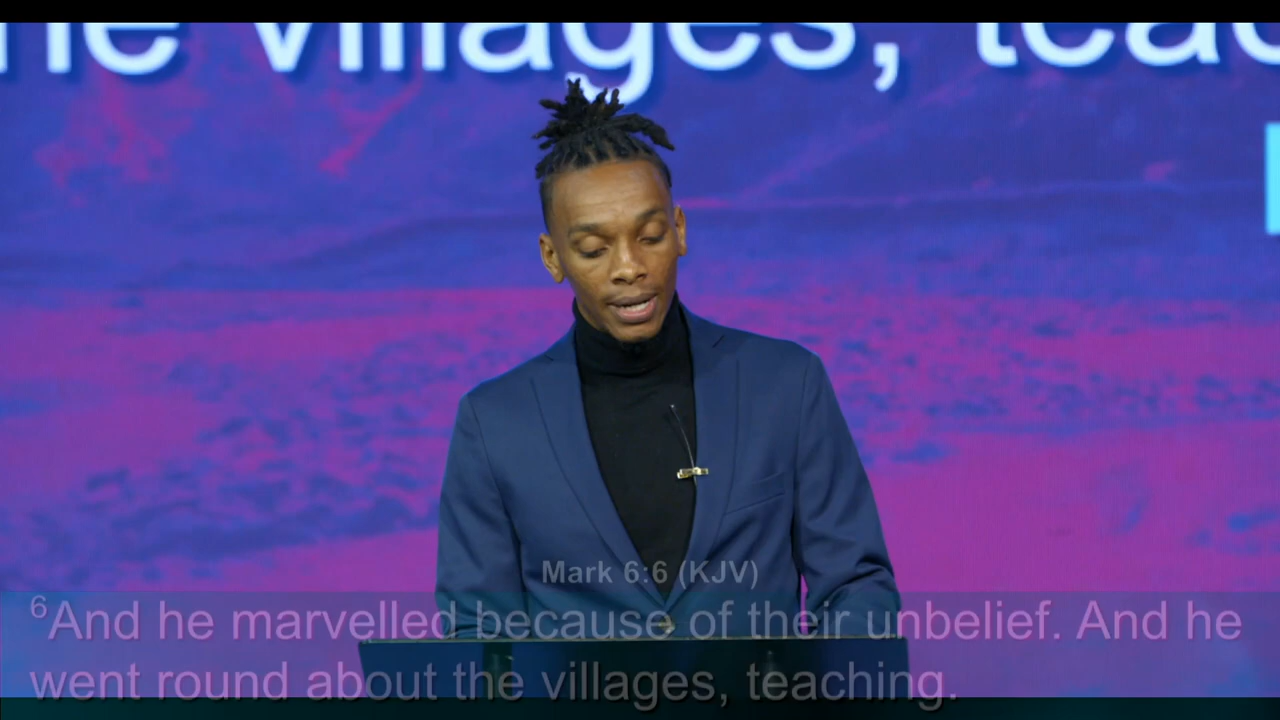 he villages, teac
Mark 6:6 (KJV)
6And he marvelled because of their unbelief. And he
went round about the villages, teaching.